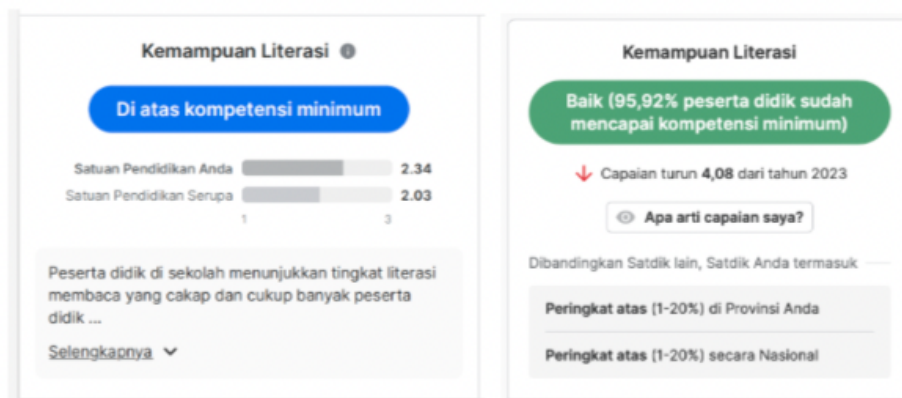 Kemampuan Literasi
Di atas kompetensi minimum
Satuan Pendidikan Anda 2.34
Satuan Pendidikan Serupa 2.03
1 3
Peserta didik di sekolah menunjukkan tingkat literasi
membaca yang cakap dan cukup banyak peserta
didik ...
Selengkapnya
Kemampuan Literasi
Baik (95,92% peserta didik sudah
mencapai kompetensi minimum)
Capaian turun 4,08 dari tahun 2023
Apa arti capaian saya?
Dibandingkan Satdik lain, Satdik Anda termasuk
Peringkat atas (1-20%) di Provinsi Anda
Peringkat atas (1-20%) secara Nasional